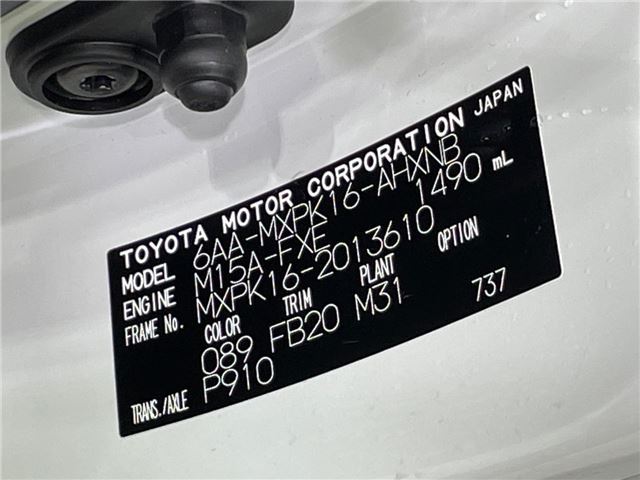 TOYOTA MOTOR CORPORATION JAPAN
MODEL 6AA-MXPK16-AHXNB
ENGINE M15A-FXE 1490 mL
FRAME No. MXPK16-2013610
COLOR TRIM PLANT OPTION
089 FB20 M31 737
TRANS./AXLE P910